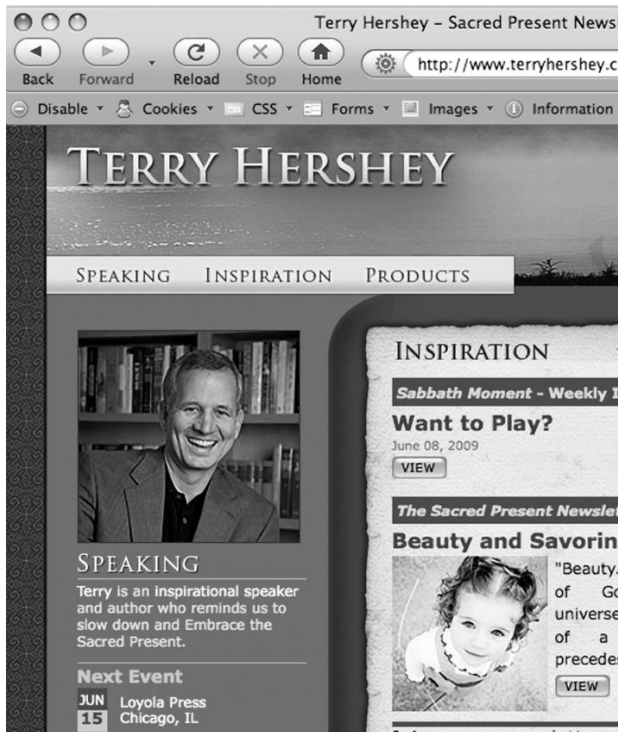 Terry Hershey – Sacred Present News
Back Forward Reload Stop Home
http://www.terryhershey.c
Disable Cookies CSS Forms Images Information
TERRY HERSHEY
SPEAKING INSPIRATION PRODUCTS
INSPIRATION
Sabbath Moment - Weekly I
Want to Play?
June 08, 2009
VIEW
The Sacred Present Newslet
Beauty and Savorin
"Beauty.
of Go
universe
of a
precedes
VIEW
SPEAKING
Terry is an inspirational speaker
and author who reminds us to
slow down and Embrace the
Sacred Present.
Next Event
JUN
15
Loyola Press
Chicago, IL